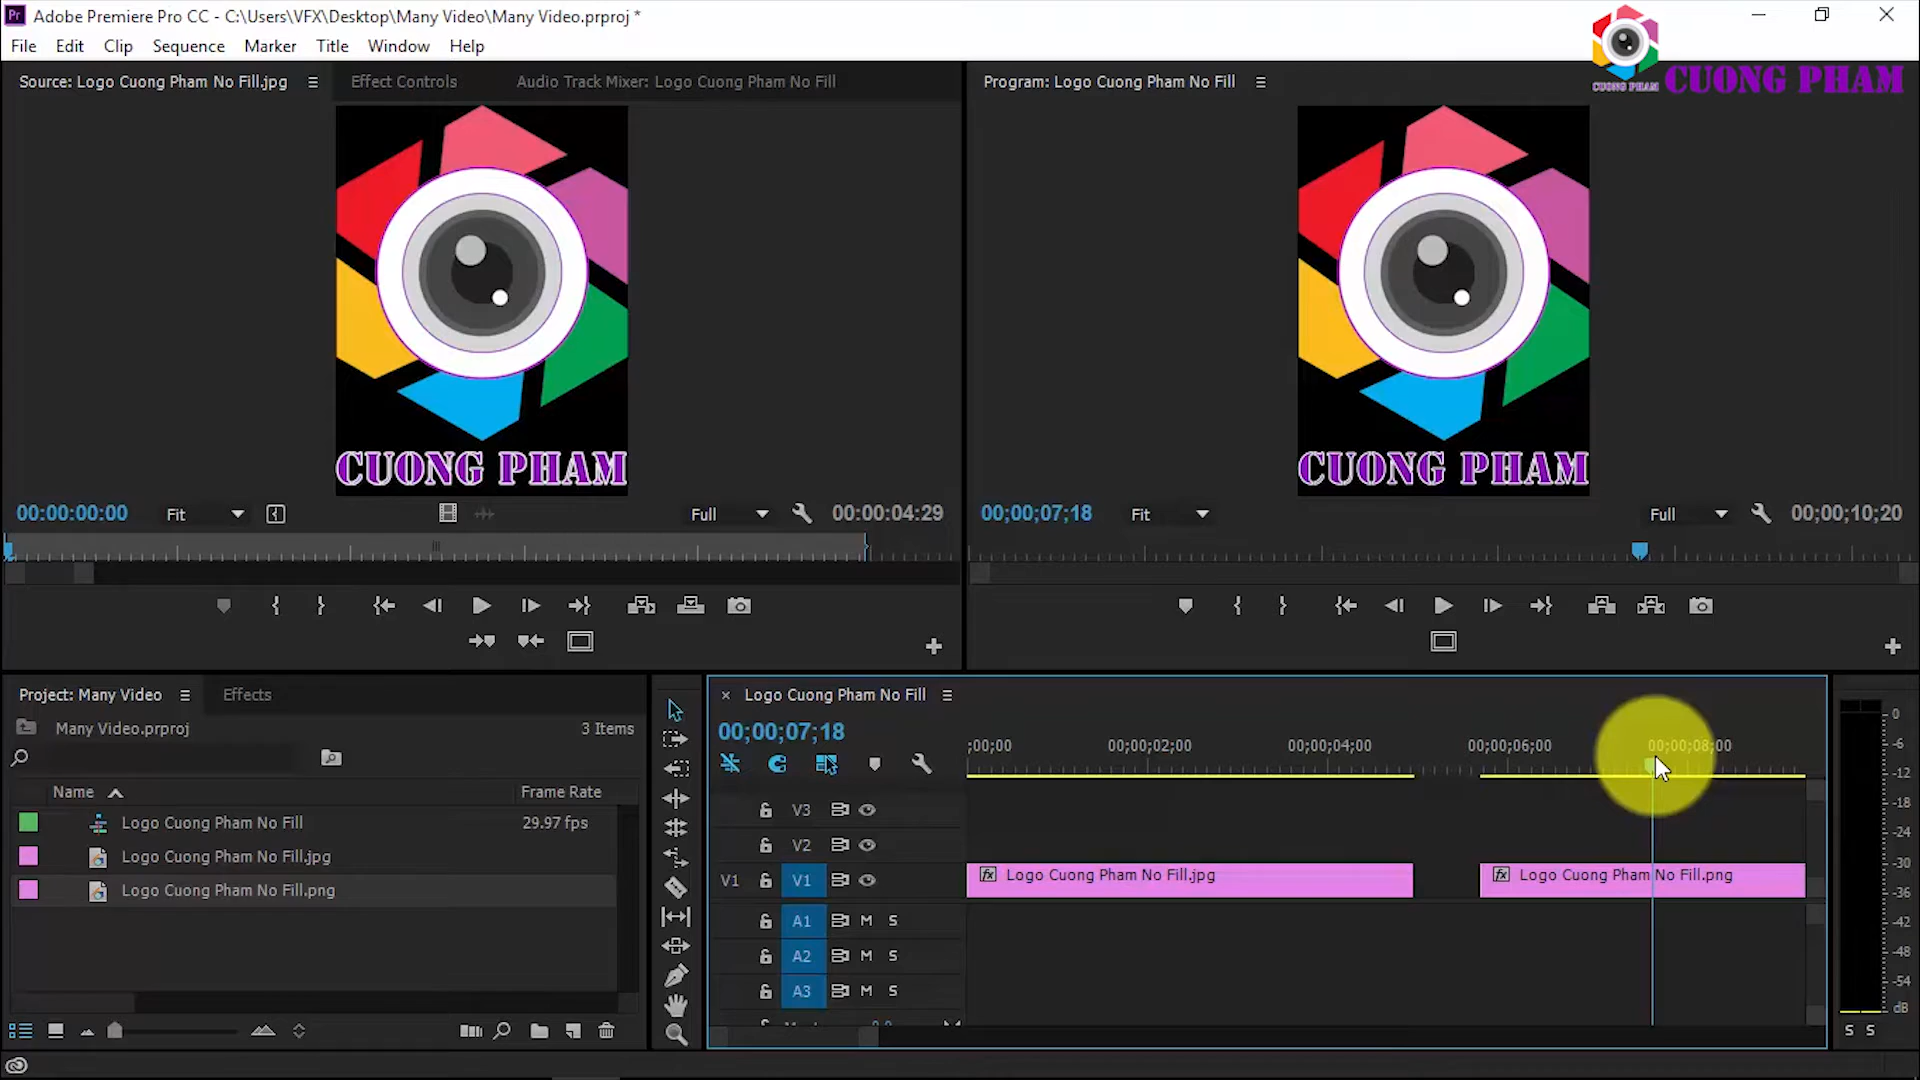 Adobe Premiere Pro CC - C:\Users\VFX\Desktop\Many Video\Many Video.prproj *
File Edit Clip Sequence Marker Title Window Help
CUONG PHAM CUONG PHAM
Source: Logo Cuong Pham No Fill.jpg Effect Controls Audio Track Mixer: Logo Cuong Pham No Fill
Program: Logo Cuong Pham No Fill
CUONG PHAM
CUONG PHAM
00:00:00:00 Fit Full 00:00:04:29
00;00;07;18 Fit Full 00;00;10;20
Project: Many Video Effects
Many Video.prproj 3 Items
Name Frame Rate
Logo Cuong Pham No Fill 29.97 fps
Logo Cuong Pham No Fill.jpg
Logo Cuong Pham No Fill.png
Logo Cuong Pham No Fill
00;00;07;18
;00;00 00;00;02;00 00;00;04;00 00;00;06;00 00;00;08;00
V3
V2
V1 V1 fx Logo Cuong Pham No Fill.jpg fx Logo Cuong Pham No Fill.png
A1 M S
A2 M S
A3 M S
0
-6
-12
-18
-24
-30
-36
-42
-48
-54
dB
S S